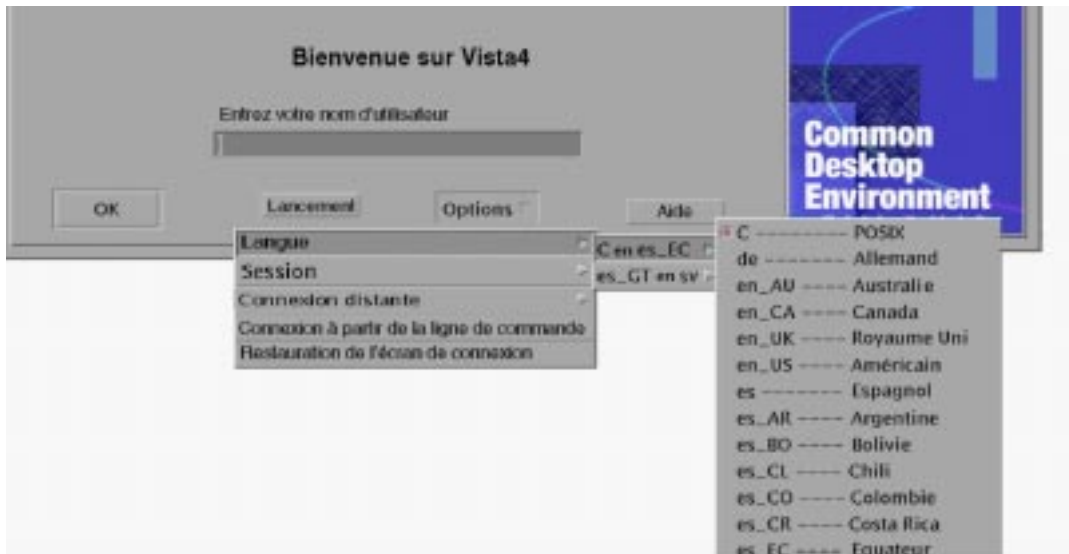 Bienvenue sur Vista4
Entrez votre nom d'utilisateur
Common
Desktop
Environment
OK
Lancement
Options
Aide
Langue
Session
Connexion distante
Connexion à partir de la ligne de commande
Restauration de l'écran de connexion
C en es_EC
es_GT en sv
C --------- POSIX
de ------- Allemand
en_AU ---- Australie
en_CA ---- Canada
en_UK ---- Royaume Uni
en_US ---- Américain
es ------- Espagnol
es_AR ---- Argentine
es_BO ---- Bolivie
es_CL ---- Chili
es_CO ---- Colombie
es_CR ---- Costa Rica
es_EC ---- Equateur